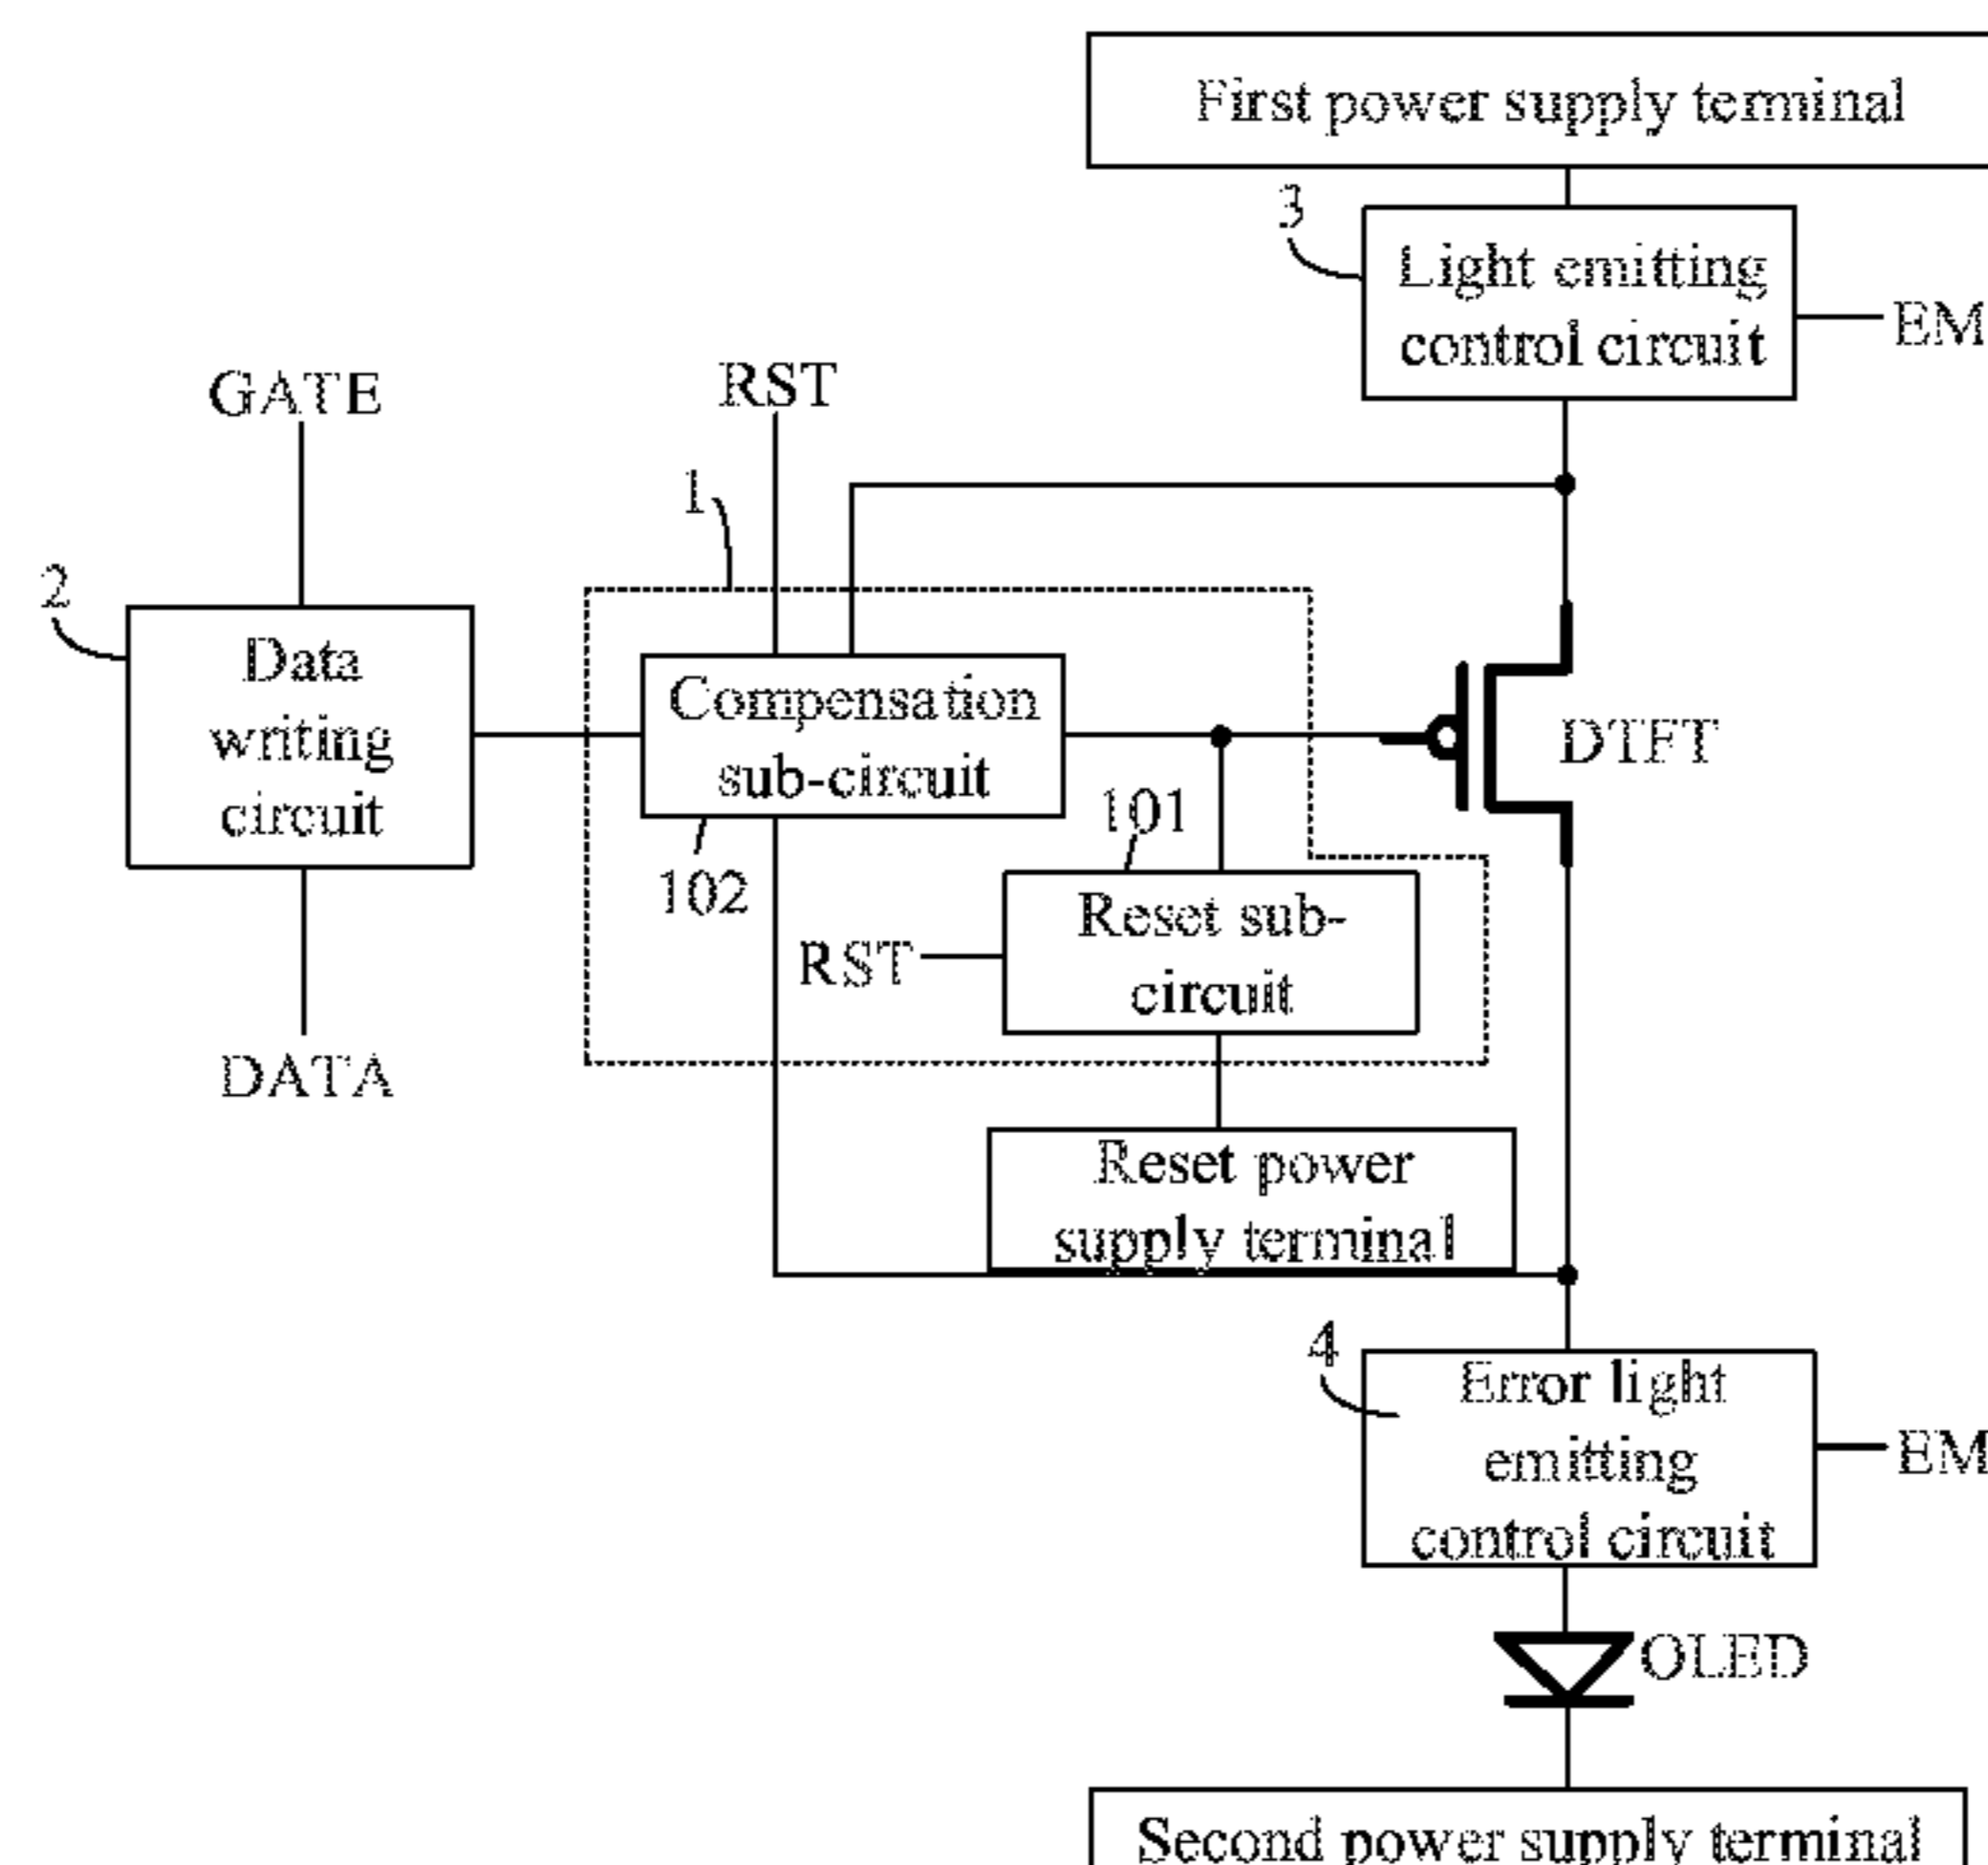 First power supply terminal
3
Light emitting
control circuit
EM
GATE
RST
1
2
Data
writing
circuit
Compensation
sub-circuit
DTFT
101
102
Reset sub-
circuit
RST
DATA
Reset power
supply terminal
4
Error light
emitting
control circuit
EM
OLED
Second power supply terminal